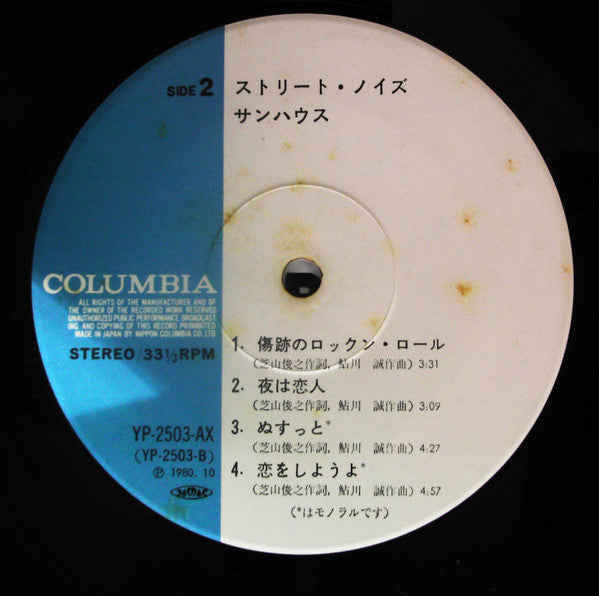 SIDE 2
ストリート・ノイズ
サンハウス
COLUMBIA
ALL RIGHTS OF THE MANUFACTURER AND OF
THE OWNER OF THE RECORDED WORK RESERVED
UNAUTHORIZED PUBLIC PERFORMANCE BROADCAST
ING AND COPYING OF THIS RECORD PROHIBITED
MADE IN JAPAN BY NIPPON COLUMBIA CO LTD
STEREO/33⅓RPM
1. 傷跡のロックン・ロール
(芝山俊之作詞, 鮎川 誠作曲) 3:31
2. 夜は恋人
(芝山俊之作詞, 鮎川 誠作曲) 3:09
3. ぬすっと*
(芝山俊之作詞, 鮎川 誠作曲) 4:27
4. 恋をしようよ*
(芝山俊之作詞, 鮎川 誠作曲) 4:57
(*はモノラルです)
YP-2503-AX
(YP-2503-B)
Ⓟ 1980. 10